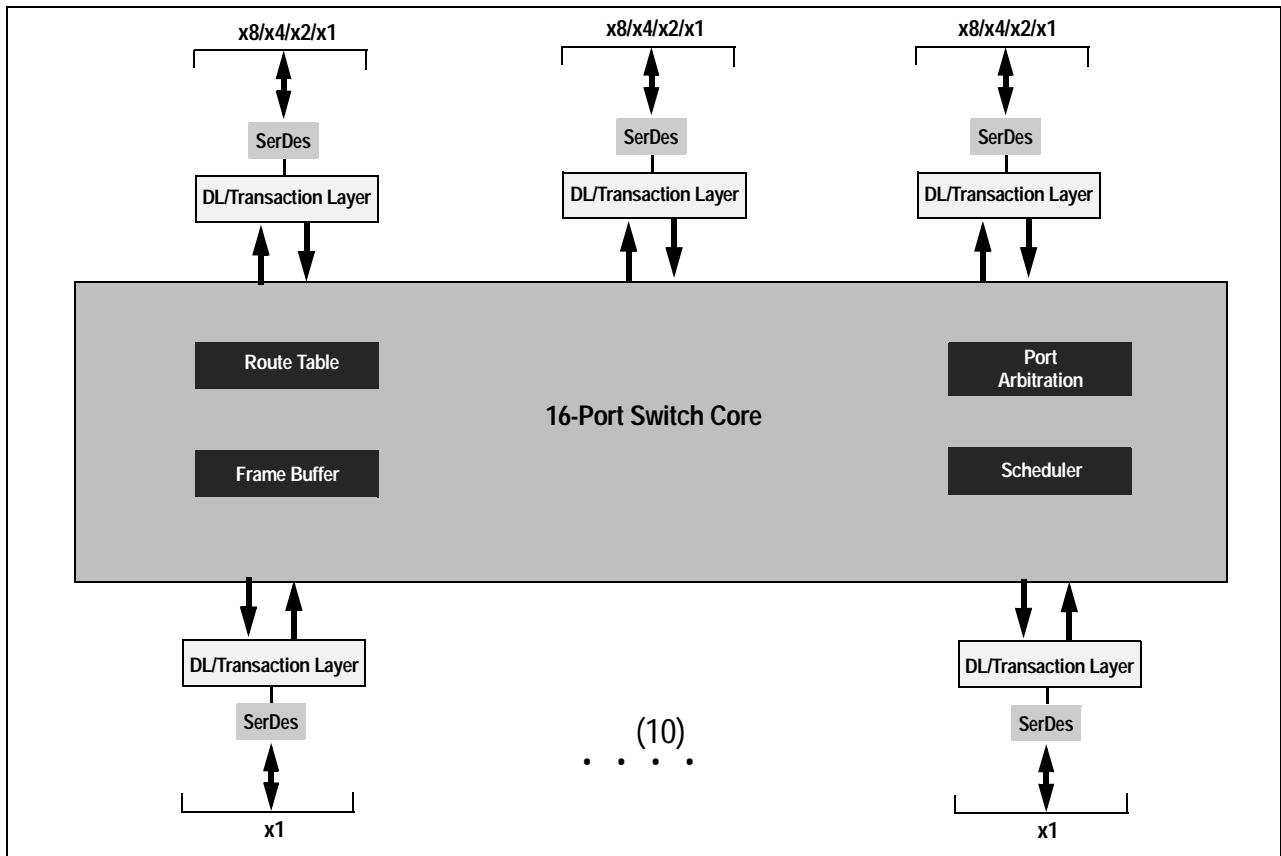 x8/x4/x2/x1
x8/x4/x2/x1
x8/x4/x2/x1
SerDes
SerDes
SerDes
DL/Transaction Layer
DL/Transaction Layer
DL/Transaction Layer
Route Table
Port
Arbitration
16-Port Switch Core
Frame Buffer
Scheduler
DL/Transaction Layer
DL/Transaction Layer
SerDes
SerDes
(10)
. . . .
x1
x1